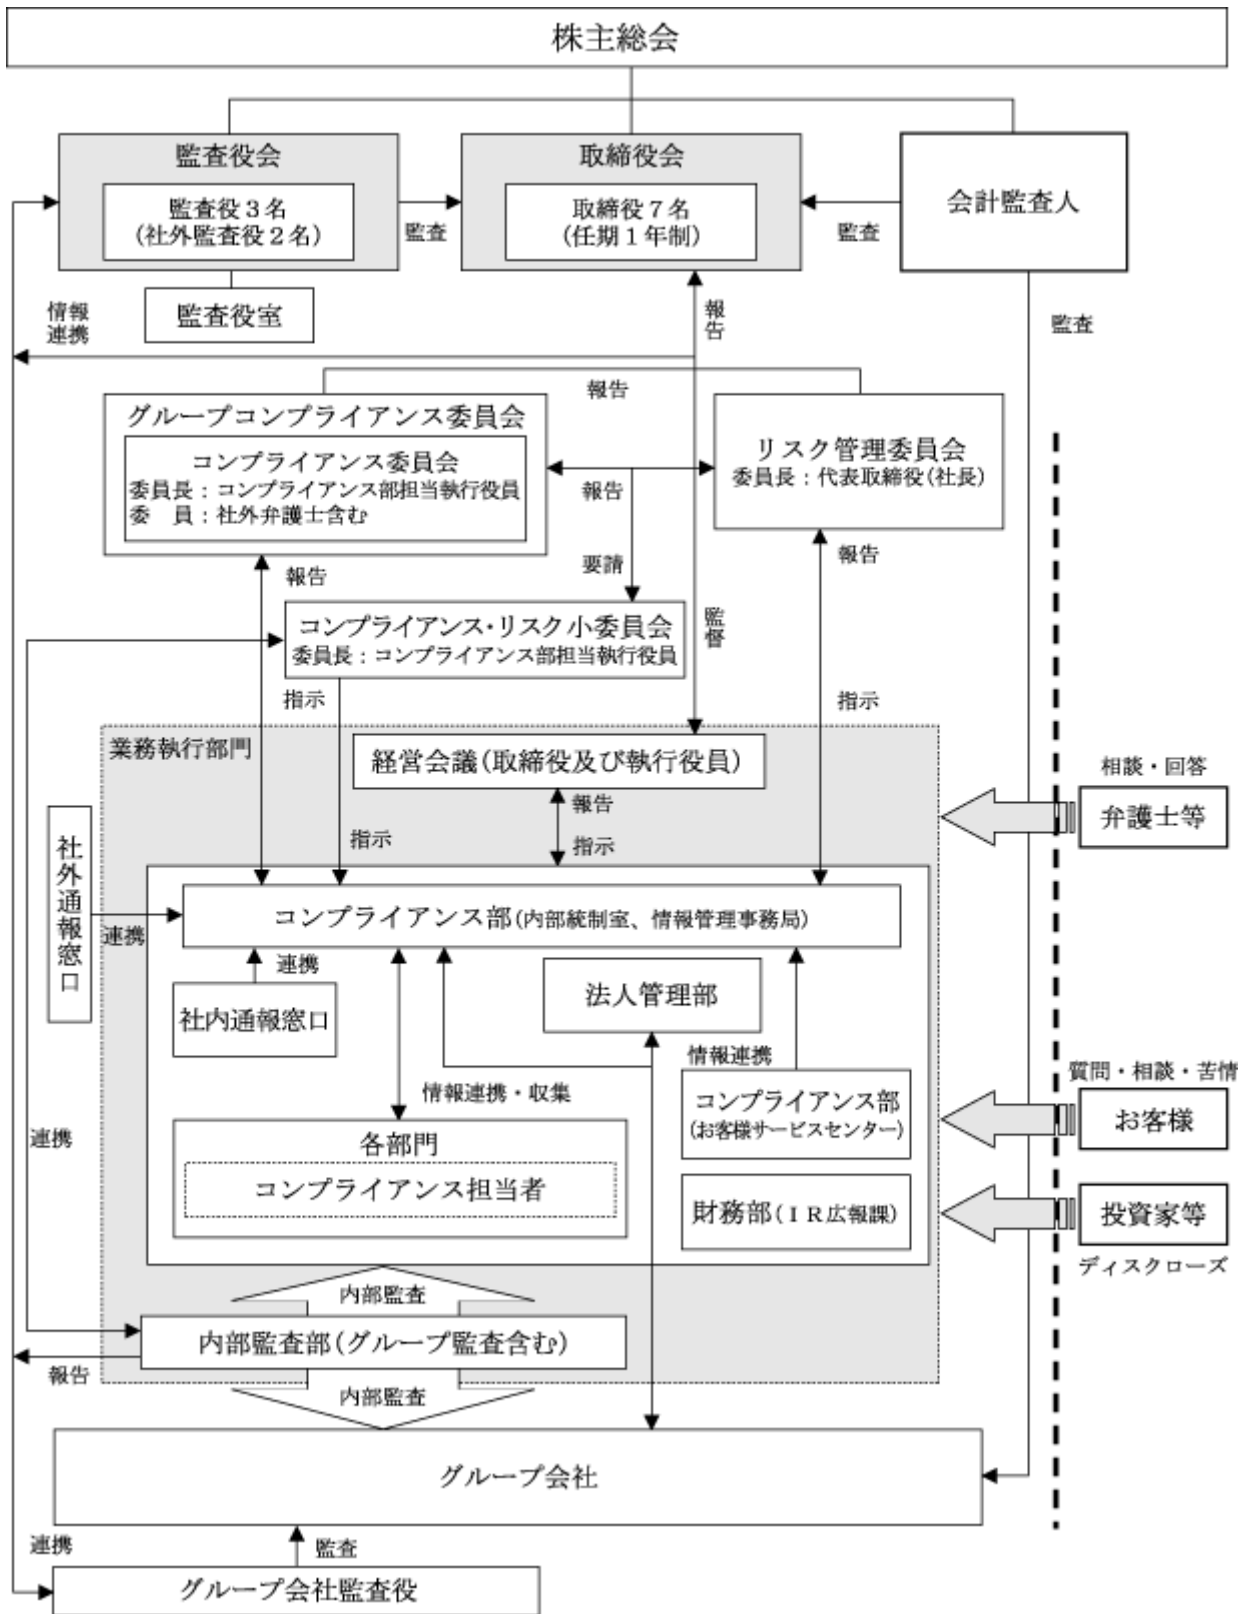 株主総会
監査役会
監査役3名
(社外監査役2名)
監査
取締役会
取締役7名
(任期1年制)
監査
会計監査人
監査役室
情報
連携
報告
監査
報告
グループコンプライアンス委員会
コンプライアンス委員会
委員長：コンプライアンス部担当執行役員
委　員：社外弁護士含む
報告
リスク管理委員会
委員長：代表取締役(社長)
報告
要請
報告
コンプライアンス・リスク小委員会
委員長：コンプライアンス部担当執行役員
監督
指示
指示
業務執行部門
経営会議(取締役及び執行役員)
報告
指示
指示
相談・回答
弁護士等
社外通報窓口
連携
コンプライアンス部(内部統制室、情報管理事務局)
連携
社内通報窓口
法人管理部
情報連携
情報連携・収集
コンプライアンス部
(お客様サービスセンター)
質問・相談・苦情
お客様
連携
各部門
コンプライアンス担当者
財務部(ＩＲ広報課)
投資家等
ディスクローズ
内部監査
内部監査部(グループ監査含む)
報告
内部監査
グループ会社
連携
監査
グループ会社監査役